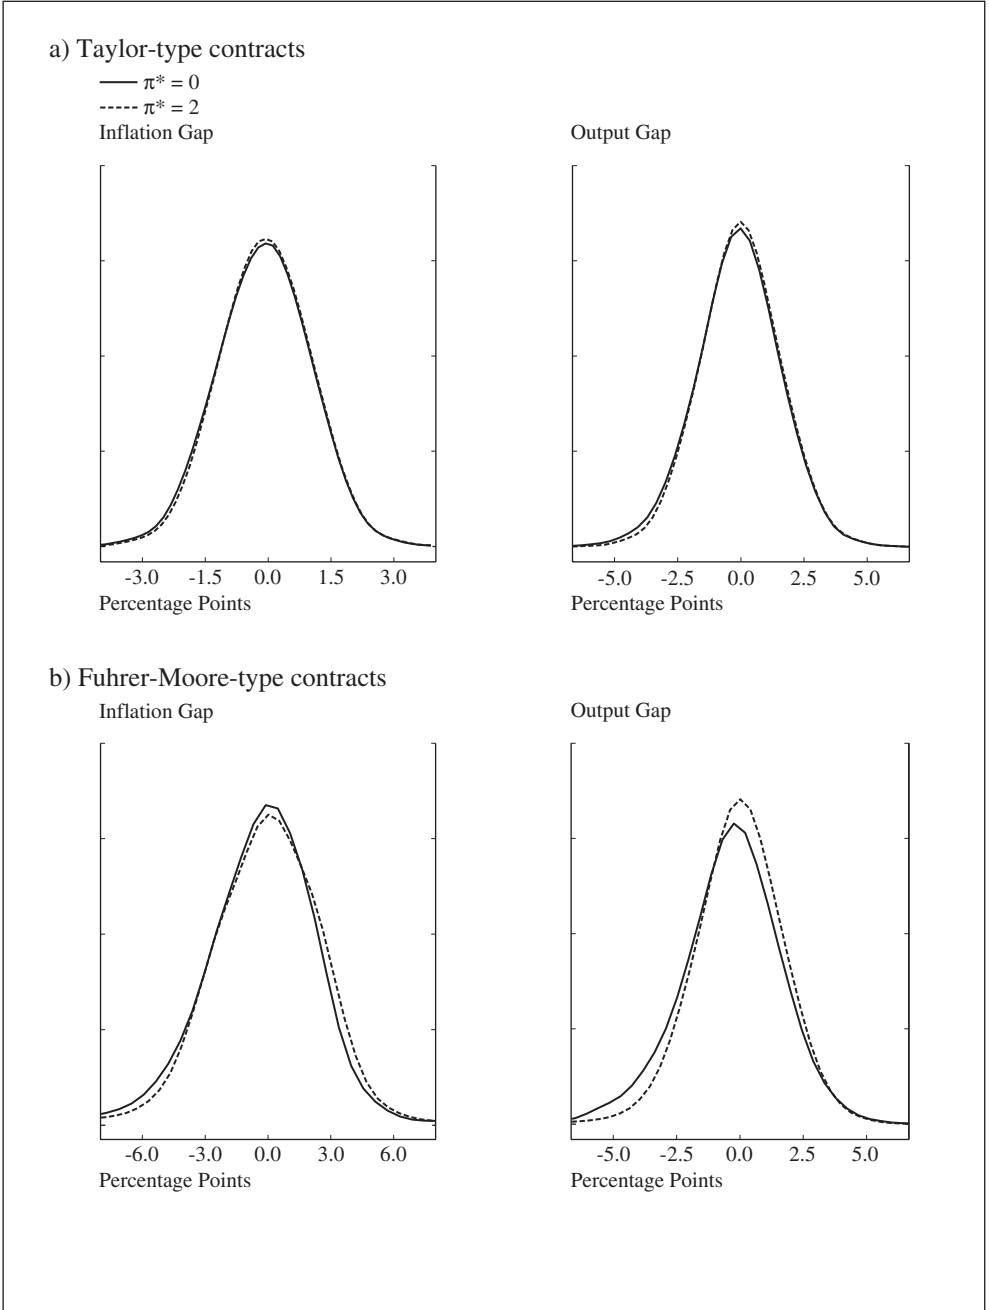 a) Taylor-type contracts
π* = 0
π* = 2
Inflation Gap
Output Gap
-3.0 -1.5 0.0 1.5 3.0
Percentage Points
-5.0 -2.5 0.0 2.5 5.0
Percentage Points
b) Fuhrer-Moore-type contracts
Inflation Gap
Output Gap
-6.0 -3.0 0.0 3.0 6.0
Percentage Points
-5.0 -2.5 0.0 2.5 5.0
Percentage Points